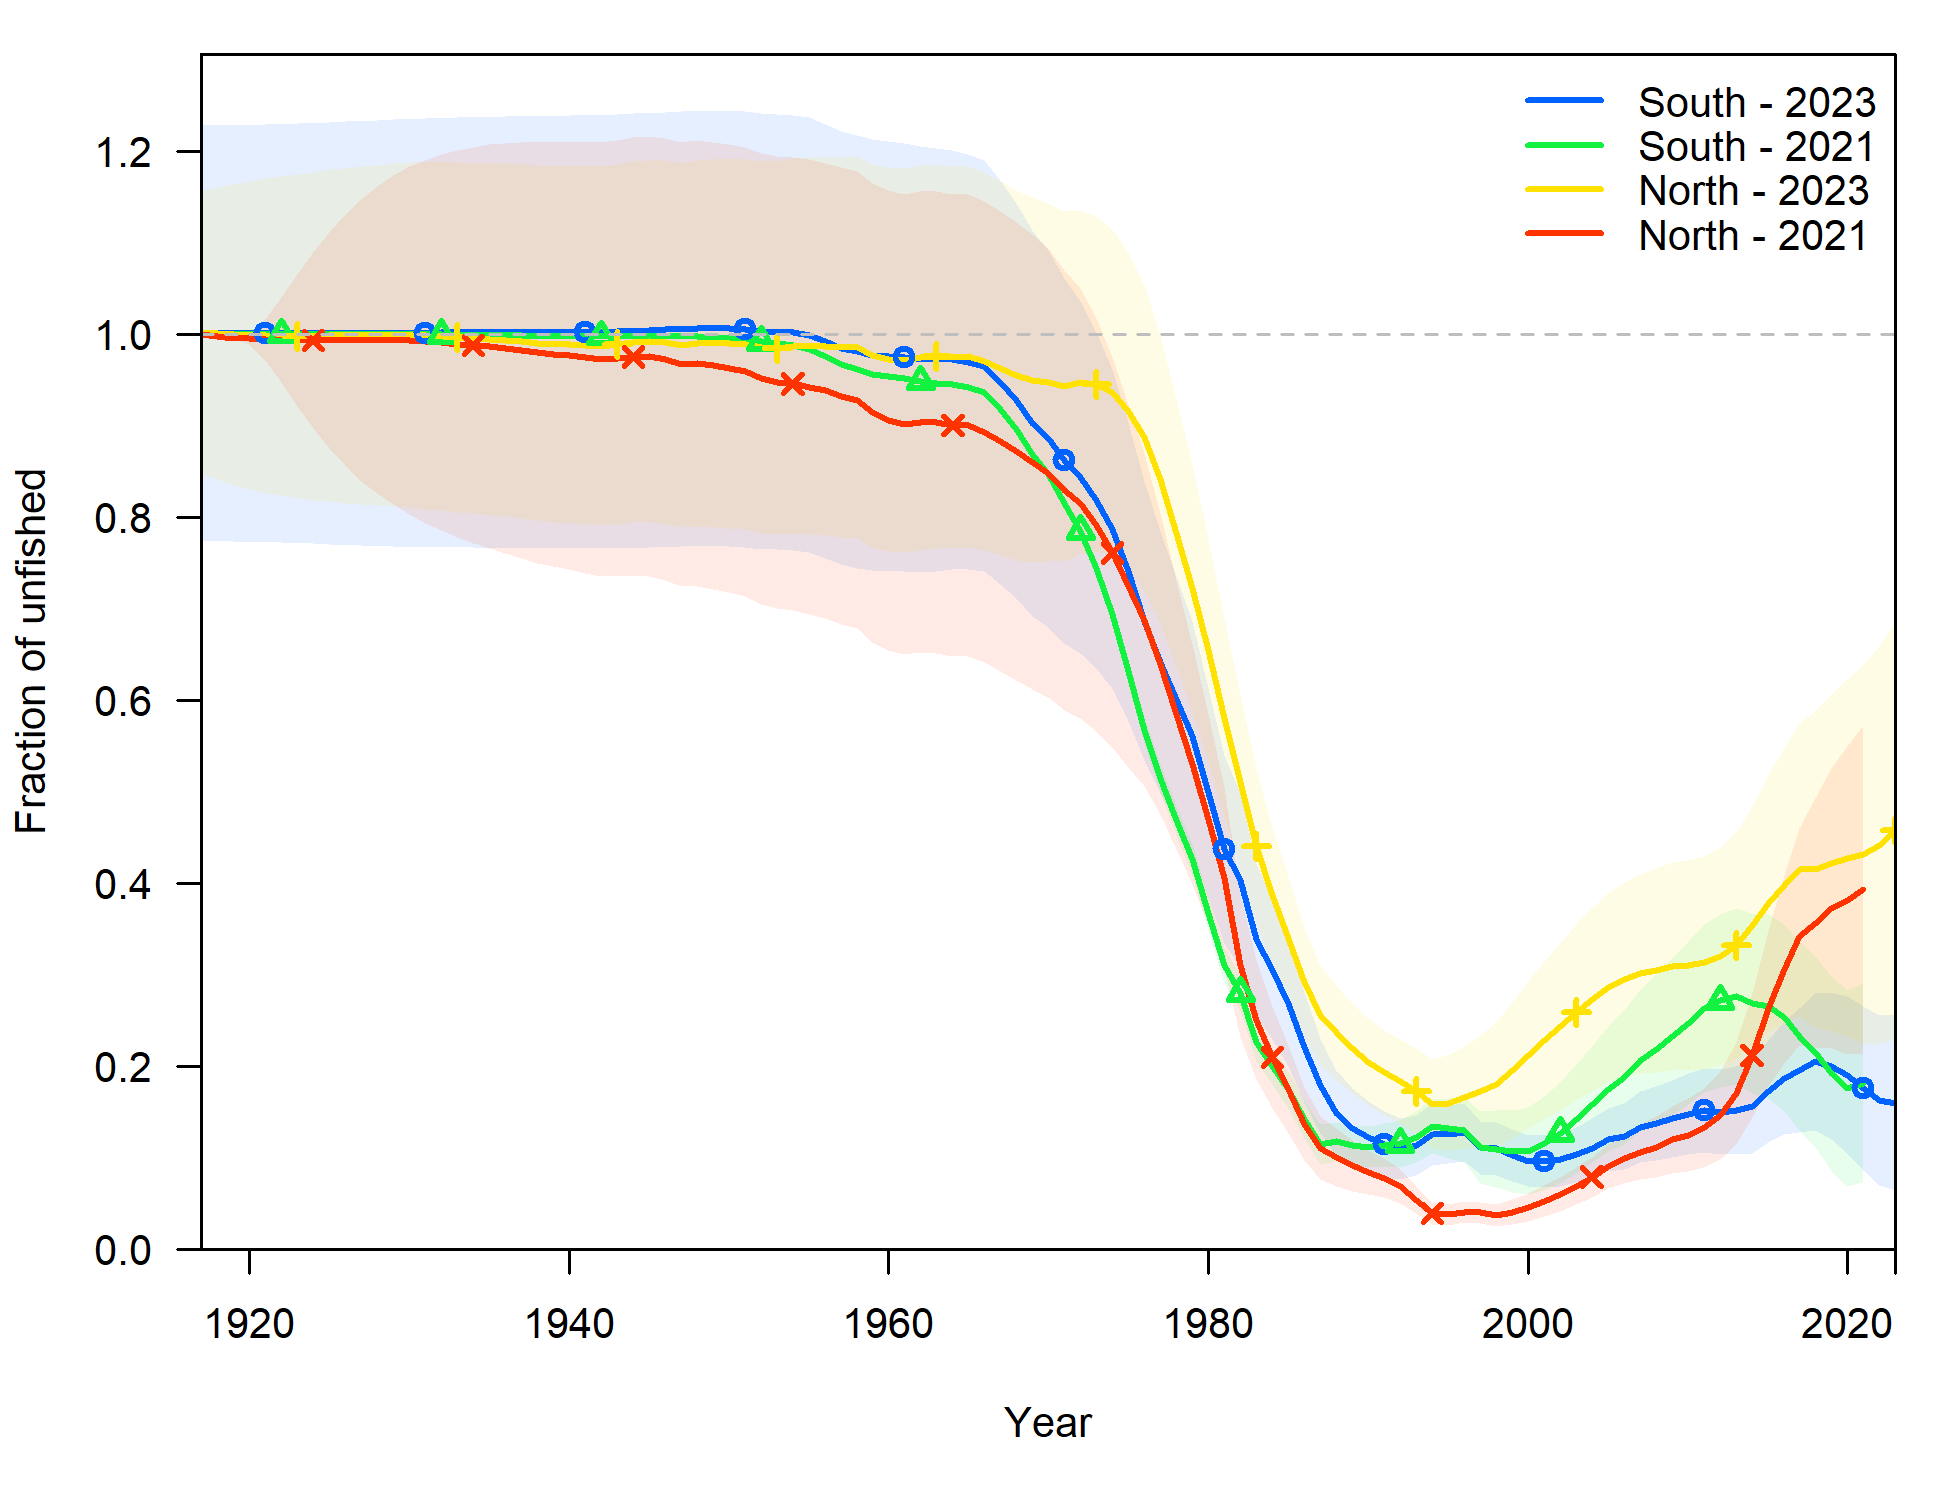 South - 2023
South - 2021
North - 2023
North - 2021
Fraction of unfished
1.2
1.0
0.8
0.6
0.4
0.2
0.0
1920 1940 1960 1980 2000 2020
Year